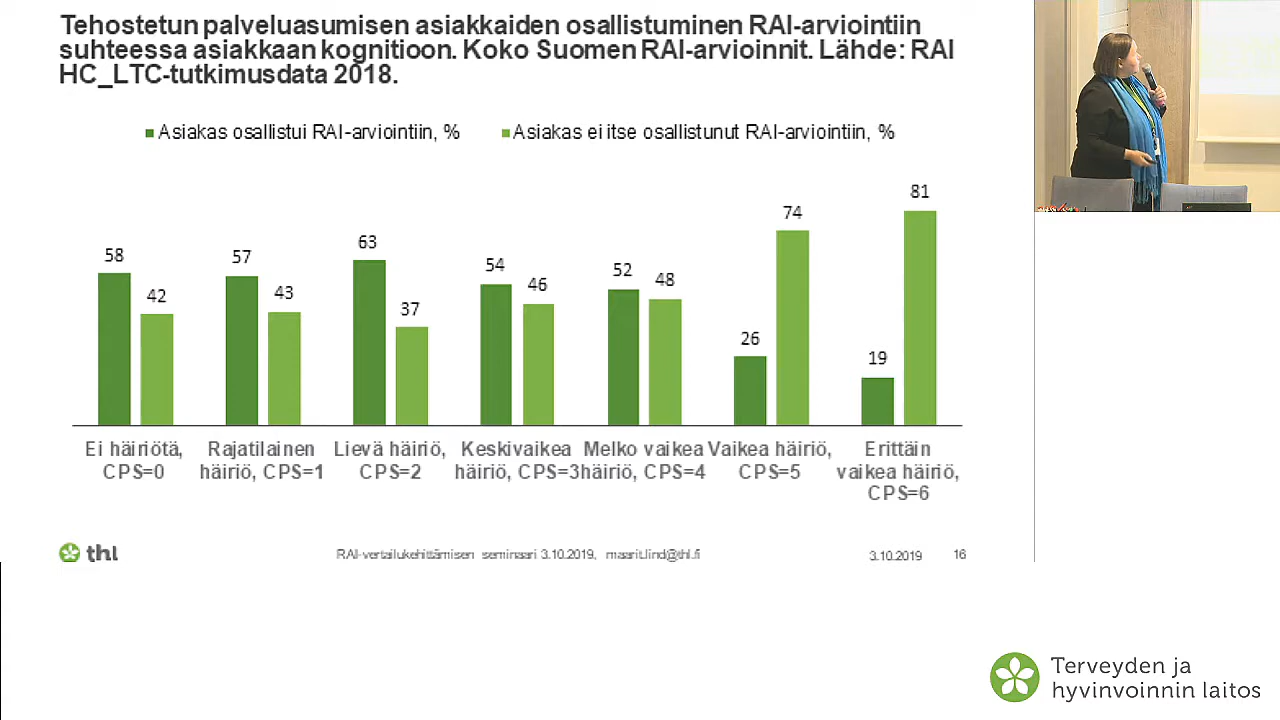 Tehostetun palveluasumisen asiakkaiden osallistuminen RAI-arviointiin
suhteessa asiakkaan kognitioon. Koko Suomen RAI-arvioinnit. Lähde: RAI
HC_LTC-tutkimusdata 2018.
Asiakas osallistui RAI-arviointiin, % Asiakas ei itse osallistunut RAI-arviointiin, %
58 42 57 43 63 37 54 46 52 48 26 74 19 81
Ei häiriötä, CPS=0
Rajatilainen häiriö, CPS=1
Lievä häiriö, CPS=2
Keskivaikea häiriö, CPS=3
Melko vaikea häiriö, CPS=4
Vaikea häiriö, CPS=5
Erittäin vaikea häiriö, CPS=6
thl RAI-vertailukehittämisen seminaari 3.10.2019, maarit.lind@thl.fi 3.10.2019 16
Terveyden ja
hyvinvoinnin laitos